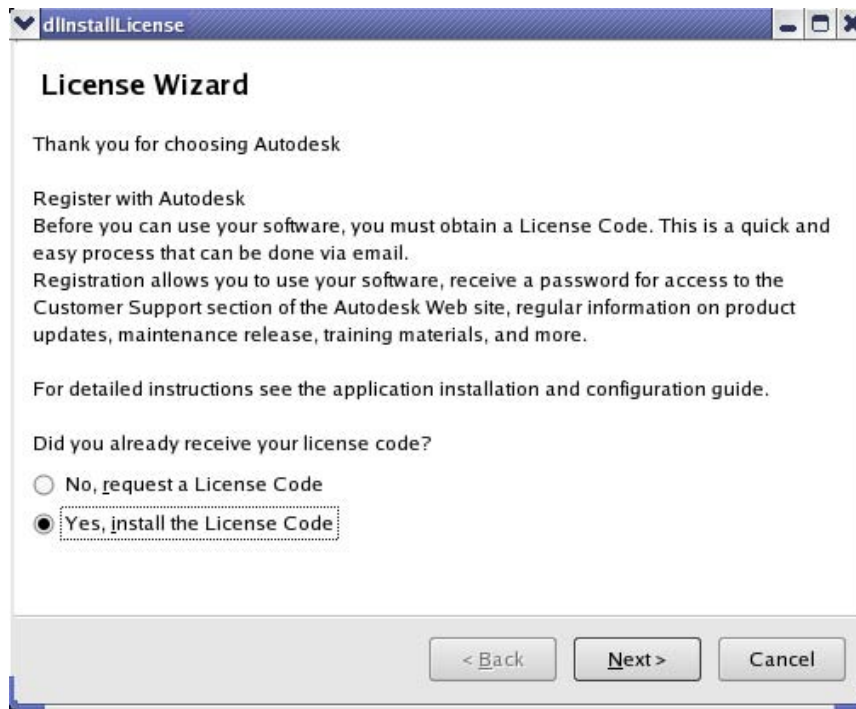 dlInstallLicense
License Wizard
Thank you for choosing Autodesk
Register with Autodesk
Before you can use your software, you must obtain a License Code. This is a quick and
easy process that can be done via email.
Registration allows you to use your software, receive a password for access to the
Customer Support section of the Autodesk Web site, regular information on product
updates, maintenance release, training materials, and more.
For detailed instructions see the application installation and configuration guide.
Did you already receive your license code?
No, request a License Code
Yes, install the License Code
< Back Next > Cancel